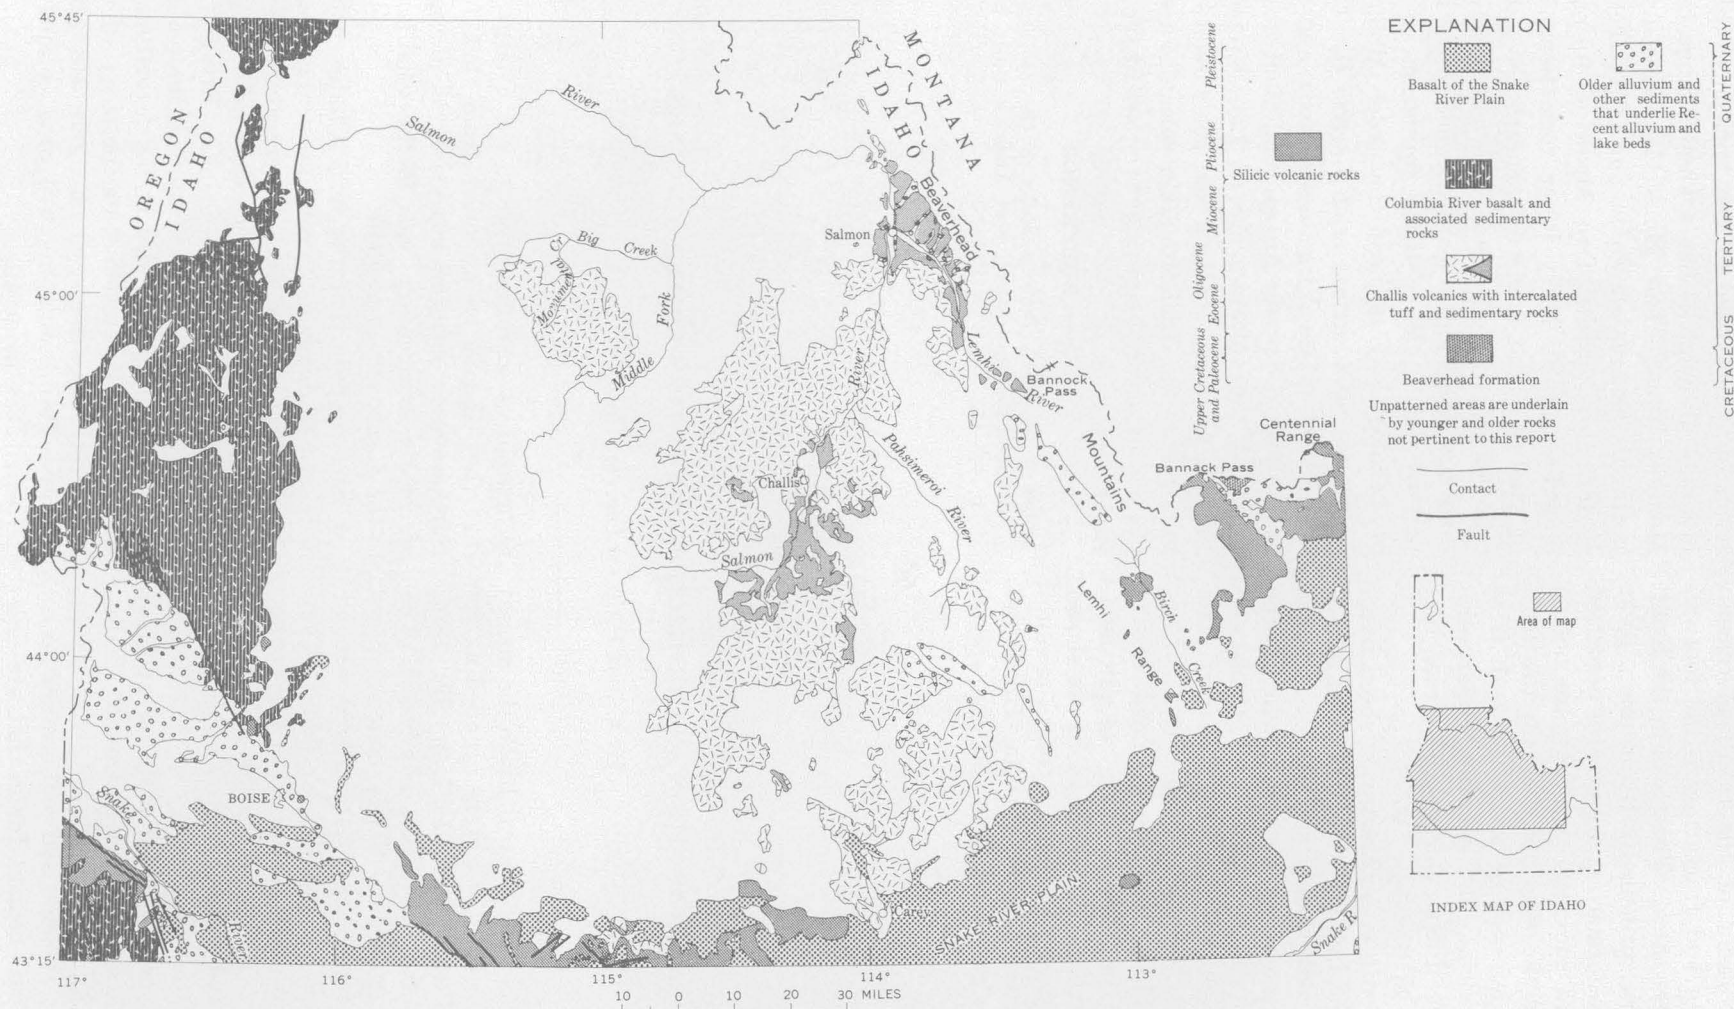 45°45'
45°00'
44°00'
43°15'
117°
116°
115°
114°
113°
10 0 10 20 30 MILES
OREGON
IDAHO
MONTANA
IDAHO
Salmon
River
Big
Creek
Monumental Cr
Middle
Fork
Salmon
Beaverhead
Mountains
Lemhi
River
Bannock
Pass
River
Pahsimeroi
River
Challis
Salmon
Centennial
Range
Bannack Pass
Lemhi
Range
Birch
Creek
BOISE
Snake
River
Carey
SNAKE RIVER PLAIN
Snake R
EXPLANATION
Basalt of the Snake
River Plain
Older alluvium and
other sediments
that underlie Re-
cent alluvium and
lake beds
Silicic volcanic rocks
Columbia River basalt and
associated sedimentary
rocks
Challis volcanics with intercalated
tuff and sedimentary rocks
Beaverhead formation
Unpatterned areas are underlain
by younger and older rocks
not pertinent to this report
Contact
Fault
Upper Cretaceous
and Paleocene
Eocene
Oligocene
Miocene
Pliocene
Pleistocene
CRETACEOUS
TERTIARY
QUATERNARY
Area of map
INDEX MAP OF IDAHO